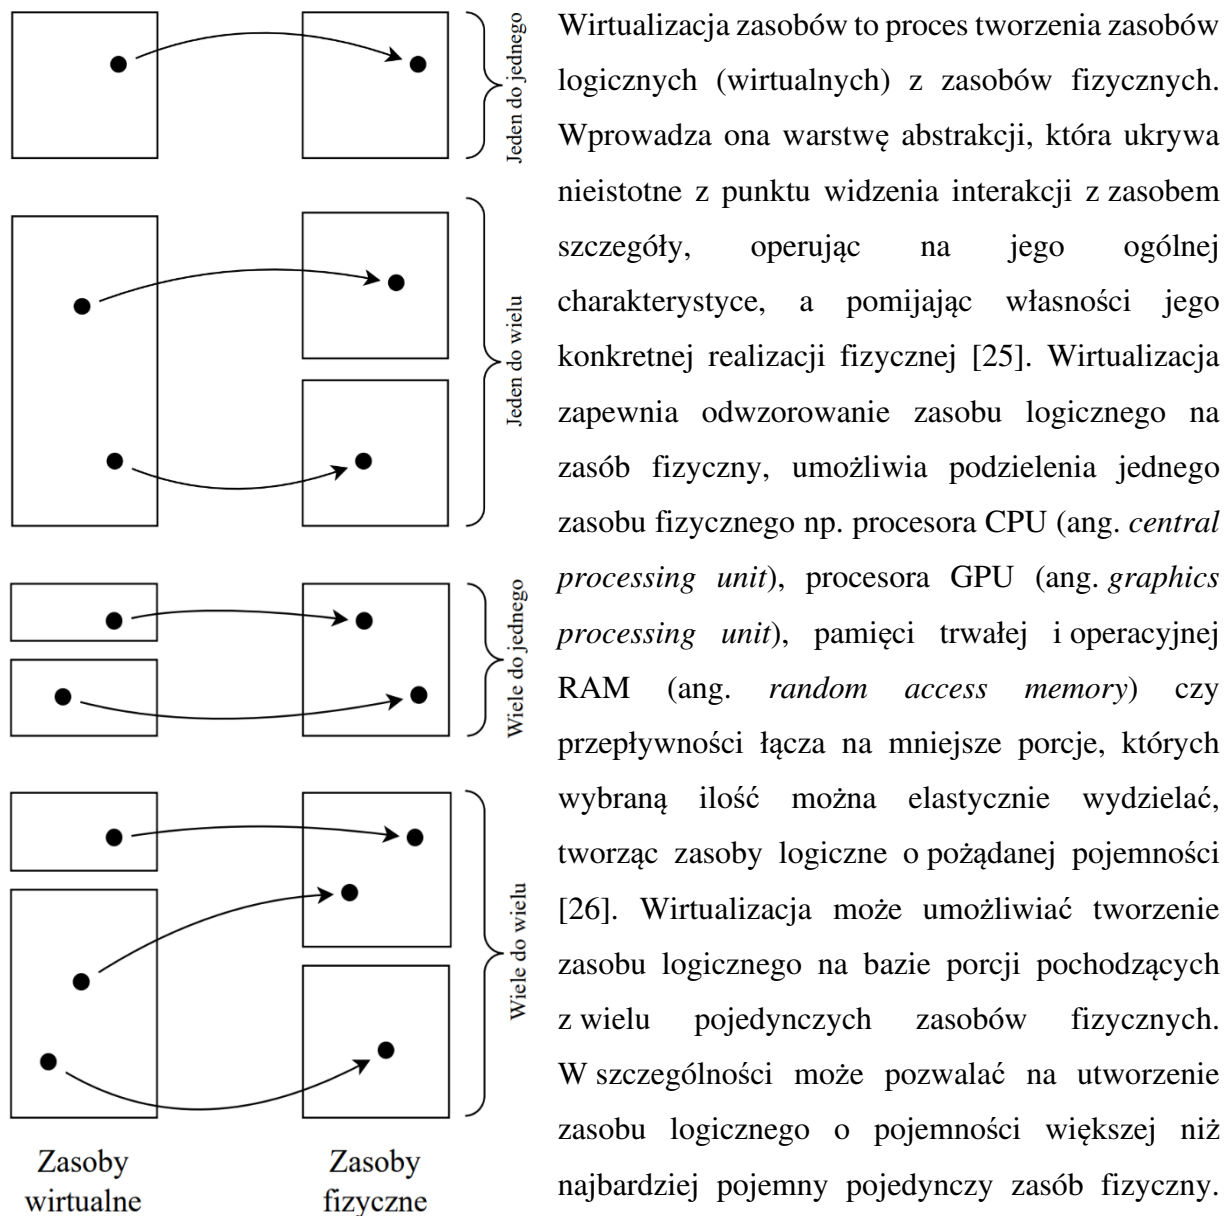 Jeden do jednego
Jeden do wielu
Wiele do jednego
Wiele do wielu
Zasoby
wirtualne
Zasoby
fizyczne
Wirtualizacja zasobów to proces tworzenia zasobów
logicznych (wirtualnych) z zasobów fizycznych.
Wprowadza ona warstwę abstrakcji, która ukrywa
nieistotne z punktu widzenia interakcji z zasobem
szczegóły, operując na jego ogólnej
charakterystyce, a pomijając własności jego
konkretnej realizacji fizycznej [25]. Wirtualizacja
zapewnia odwzorowanie zasobu logicznego na
zasób fizyczny, umożliwia podzielenia jednego
zasobu fizycznego np. procesora CPU (ang. central
processing unit), procesora GPU (ang. graphics
processing unit), pamięci trwałej i operacyjnej
RAM (ang. random access memory) czy
przepływności łącza na mniejsze porcje, których
wybraną ilość można elastycznie wydzielać,
tworząc zasoby logiczne o pożądanej pojemności
[26]. Wirtualizacja może umożliwiać tworzenie
zasobu logicznego na bazie porcji pochodzących
z wielu pojedynczych zasobów fizycznych.
W szczególności może pozwalać na utworzenie
zasobu logicznego o pojemności większej niż
najbardziej pojemny pojedynczy zasób fizyczny.